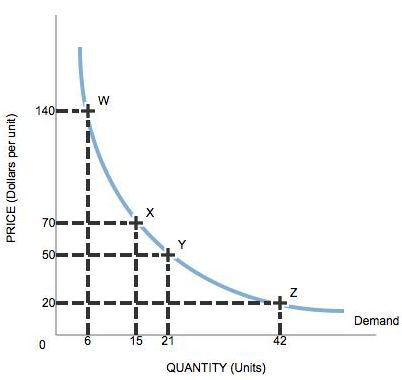 PRICE (Dollars per unit)
140
W
70
X
50
Y
20
Z
Demand
0
6
15
21
42
QUANTITY (Units)